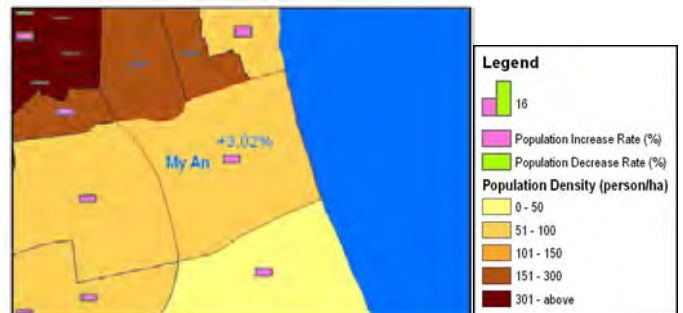 +3,02%
My An
Legend
16
Population Increase Rate (%)
Population Decrease Rate (%)
Population Density (person/ha)
0 - 50
51 - 100
101 - 150
151 - 300
301 - above